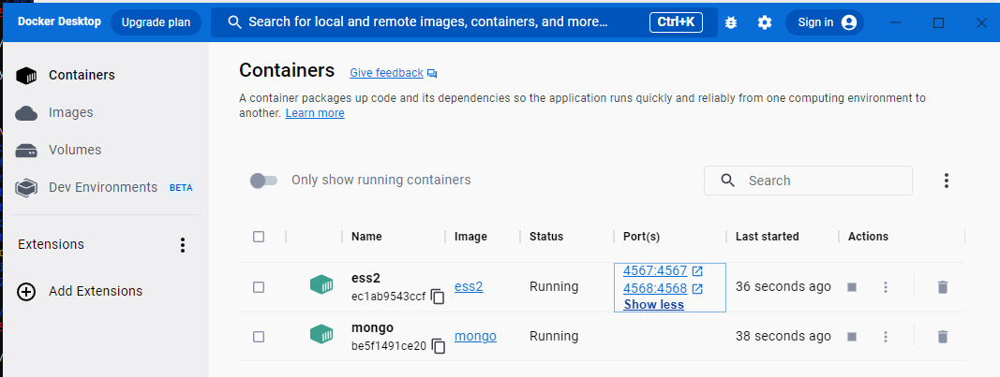 Docker Desktop Upgrade plan Search for local and remote images, containers, and more... Ctrl+K Sign in
Containers
Images
Volumes
Dev Environments BETA
Extensions
Add Extensions
Containers Give feedback
A container packages up code and its dependencies so the application runs quickly and reliably from one computing environment to
another. Learn more
Only show running containers Search
Name Image Status Port(s) Last started Actions
ess2
ec1ab9543ccf ess2 Running 4567:4567
4568:4568
Show less 36 seconds ago
mongo
be5f1491ce20 mongo Running 38 seconds ago